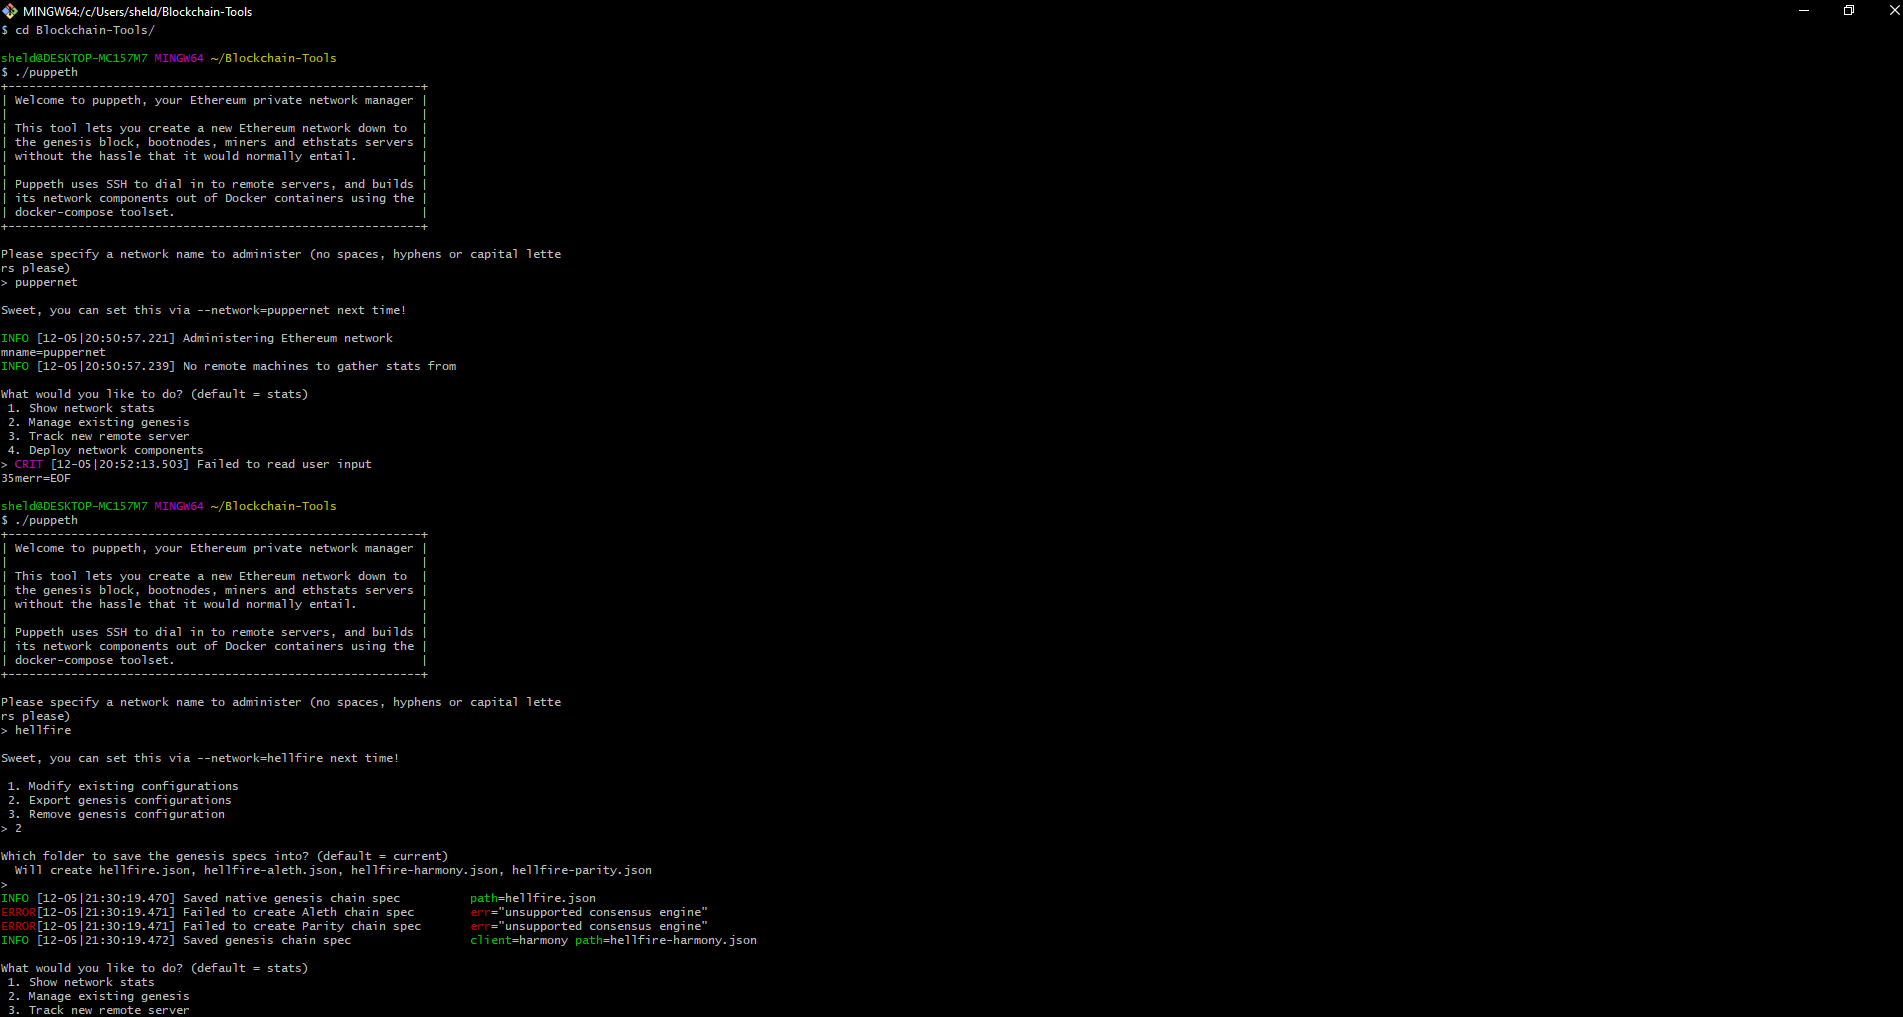 MINGW64:/c/Users/sheld/Blockchain-Tools
$ cd Blockchain-Tools/
sheld@DESKTOP-MC157M7 MINGW64 ~/Blockchain-Tools
$ ./puppeth
+-----------------------------------------------------------+
| Welcome to puppeth, your Ethereum private network manager |
|                                                           |
| This tool lets you create a new Ethereum network down to  |
| the genesis block, bootnodes, miners and ethstats servers |
| without the hassle that it would normally entail.         |
|                                                           |
| Puppeth uses SSH to dial in to remote servers, and builds |
| its network components out of Docker containers using the |
| docker-compose toolset.                                   |
+-----------------------------------------------------------+
Please specify a network name to administer (no spaces, hyphens or capital lette
rs please)
> puppernet
Sweet, you can set this via --network=puppernet next time!
INFO [12-05|20:50:57.221] Administering Ethereum network
mname=puppernet
INFO [12-05|20:50:57.239] No remote machines to gather stats from
What would you like to do? (default = stats)
 1. Show network stats
 2. Manage existing genesis
 3. Track new remote server
 4. Deploy network components
> CRIT [12-05|20:52:13.503] Failed to read user input
35merr=EOF
sheld@DESKTOP-MC157M7 MINGW64 ~/Blockchain-Tools
$ ./puppeth
+-----------------------------------------------------------+
| Welcome to puppeth, your Ethereum private network manager |
|                                                           |
| This tool lets you create a new Ethereum network down to  |
| the genesis block, bootnodes, miners and ethstats servers |
| without the hassle that it would normally entail.         |
|                                                           |
| Puppeth uses SSH to dial in to remote servers, and builds |
| its network components out of Docker containers using the |
| docker-compose toolset.                                   |
+-----------------------------------------------------------+
Please specify a network name to administer (no spaces, hyphens or capital lette
rs please)
> hellfire
Sweet, you can set this via --network=hellfire next time!
 1. Modify existing configurations
 2. Export genesis configurations
 3. Remove genesis configuration
> 2
Which folder to save the genesis specs into? (default = current)
  Will create hellfire.json, hellfire-aleth.json, hellfire-harmony.json, hellfire-parity.json
>
INFO [12-05|21:30:19.470] Saved native genesis chain spec          path=hellfire.json
ERROR[12-05|21:30:19.471] Failed to create Aleth chain spec        err="unsupported consensus engine"
ERROR[12-05|21:30:19.471] Failed to create Parity chain spec       err="unsupported consensus engine"
INFO [12-05|21:30:19.472] Saved genesis chain spec                 client=harmony path=hellfire-harmony.json
What would you like to do? (default = stats)
 1. Show network stats
 2. Manage existing genesis
 3. Track new remote server